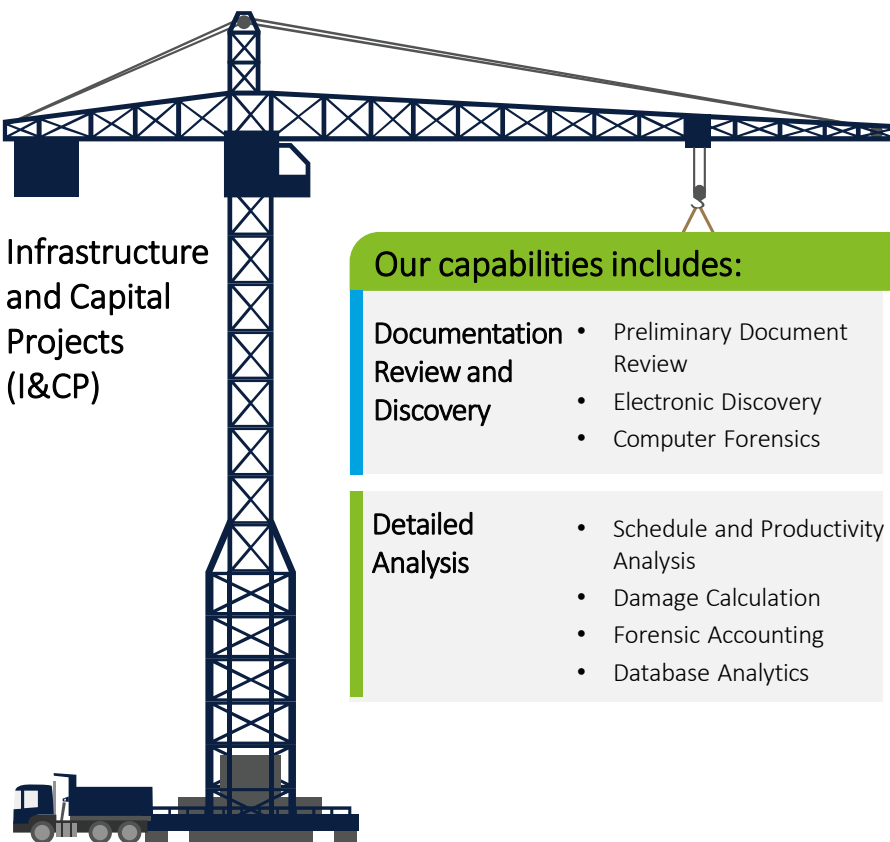 Infrastructure
and Capital
Projects
(I&CP)
Our capabilities includes:
Documentation
Review and
Discovery
• Preliminary Document
Review
• Electronic Discovery
• Computer Forensics
Detailed
Analysis
• Schedule and Productivity
Analysis
• Damage Calculation
• Forensic Accounting
• Database Analytics